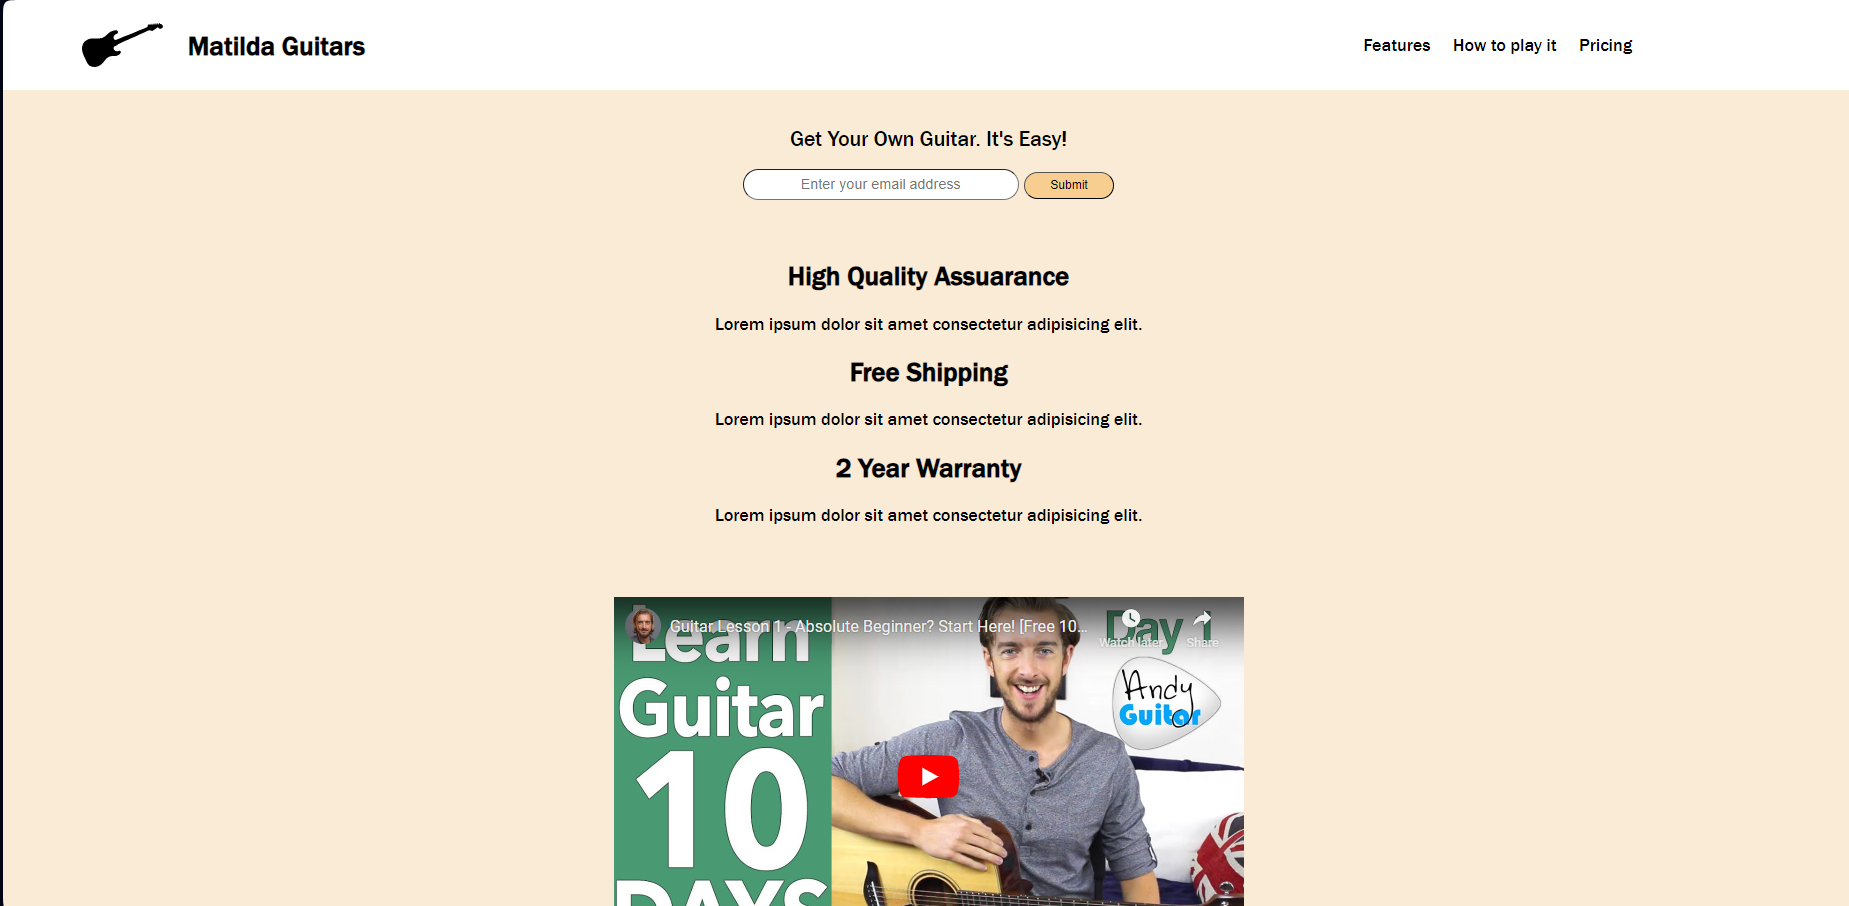 Matilda Guitars
Features How to play it Pricing
Get Your Own Guitar. It's Easy!
Enter your email address Submit
High Quality Assuarance
Lorem ipsum dolor sit amet consectetur adipisicing elit.
Free Shipping
Lorem ipsum dolor sit amet consectetur adipisicing elit.
2 Year Warranty
Lorem ipsum dolor sit amet consectetur adipisicing elit.
Guitar Lesson 1 - Absolute Beginner? Start Here! [Free 10...
Watch later Share
Learn
Guitar
10
DAYS
Day 1
Andy
Guitar